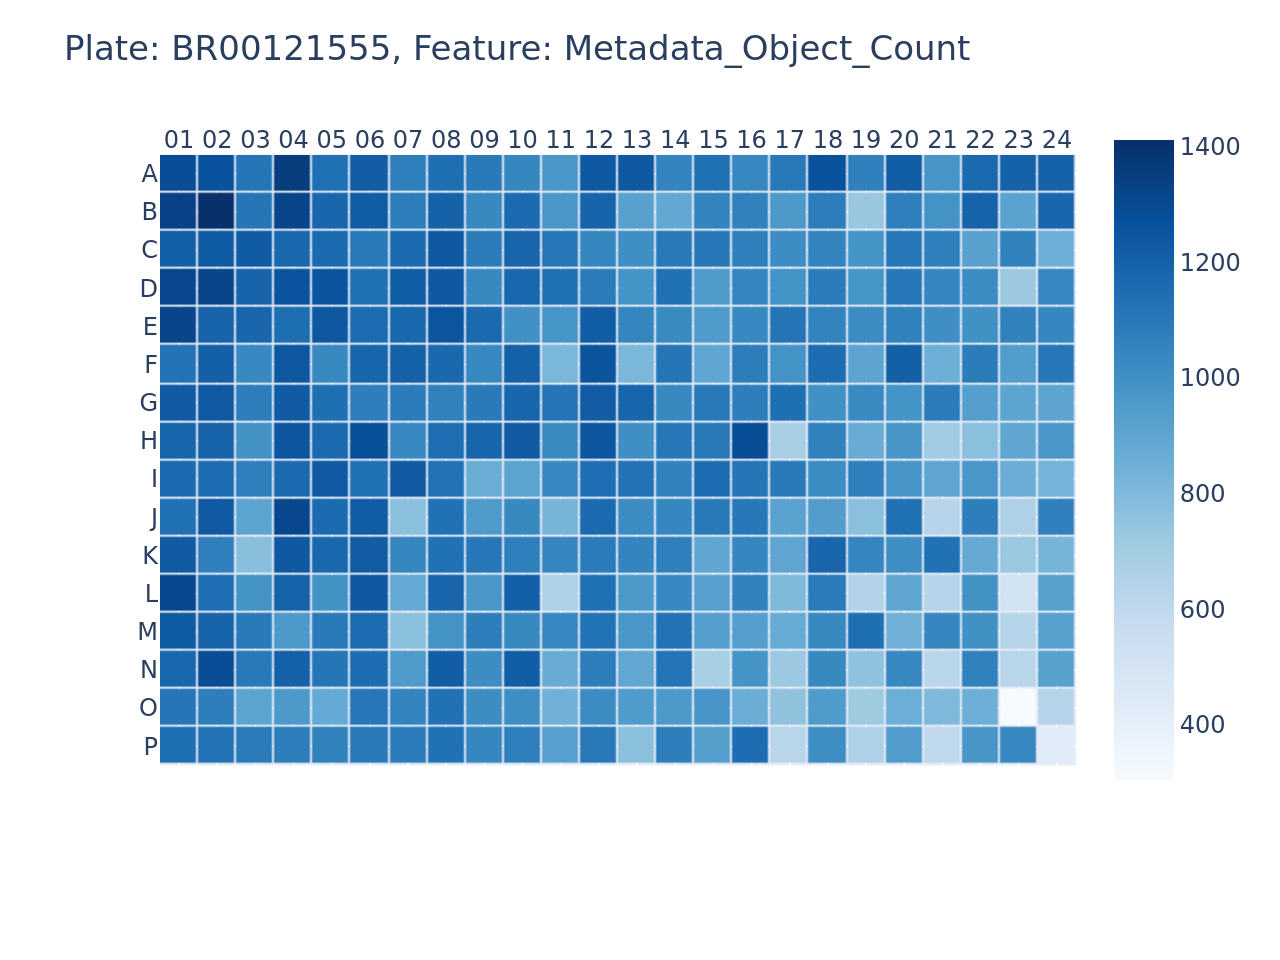 Plate: BR00121555, Feature: Metadata_Object_Count
01 02 03 04 05 06 07 08 09 10 11 12 13 14 15 16 17 18 19 20 21 22 23 24
A
B
C
D
E
F
G
H
I
J
K
L
M
N
O
P
1400
1200
1000
800
600
400